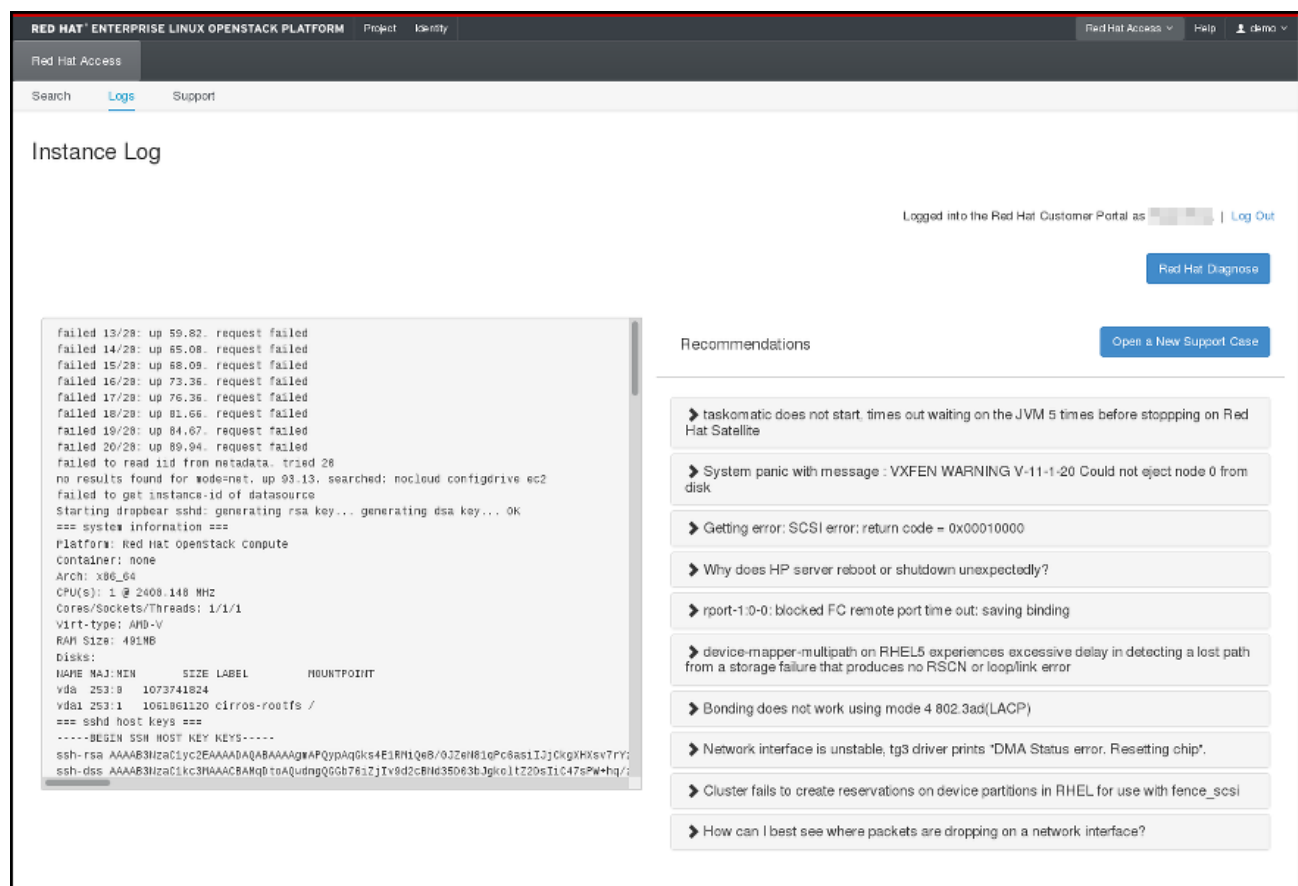 RED HAT® ENTERPRISE LINUX OPENSTACK PLATFORM Project Identity Red Hat Access Help demo
Red Hat Access
Search Logs Support
Instance Log
Logged into the Red Hat Customer Portal as | Log Out
Red Hat Diagnose
failed 13/20: up 59.82. request failed
failed 14/20: up 65.08. request failed
failed 15/20: up 68.09. request failed
failed 16/20: up 73.36. request failed
failed 17/20: up 76.36. request failed
failed 18/20: up 81.66. request failed
failed 19/20: up 84.67. request failed
failed 20/20: up 89.94. request failed
failed to read iid from metadata. tried 20
no results found for mode=net. up 93.13. searched: nocloud configdrive ec2
failed to get instance-id of datasource
Starting dropbear sshd: generating rsa key... generating dsa key... OK
=== system information ===
Platform: Red Hat OpenStack Compute
Container: none
Arch: x86_64
CPU(s): 1 @ 2408.148 MHz
Cores/Sockets/Threads: 1/1/1
Virt-type: AMD-V
RAM Size: 491MB
Disks:
NAME MAJ:MIN SIZE LABEL MOUNTPOINT
vda 253:0 1073741824
vda1 253:1 1061061120 cirros-rootfs /
=== sshd host keys ===
-----BEGIN SSH HOST KEY KEYS-----
ssh-rsa
ssh-dss
Recommendations
Open a New Support Case
taskomatic does not start, times out waiting on the JVM 5 times before stoppping on Red
Hat Satellite
System panic with message : VXFEN WARNING V-11-1-20 Could not eject node 0 from
disk
Getting error: SCSI error: return code = 0x00010000
Why does HP server reboot or shutdown unexpectedly?
rport-1:0-0: blocked FC remote port time out: saving binding
device-mapper-multipath on RHEL5 experiences excessive delay in detecting a lost path
from a storage failure that produces no RSCN or loop/link error
Bonding does not work using mode 4 802.3ad(LACP)
Network interface is unstable, tg3 driver prints "DMA Status error. Resetting chip".
Cluster fails to create reservations on device partitions in RHEL for use with fence_scsi
How can I best see where packets are dropping on a network interface?